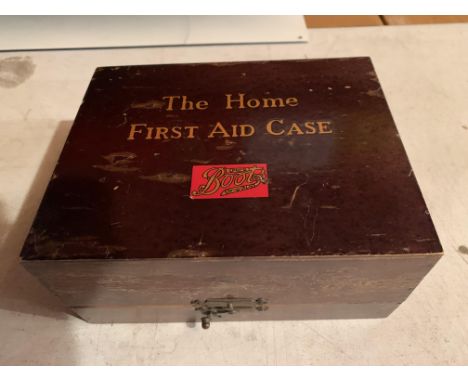 The Home
FIRST AID CASE
Boots